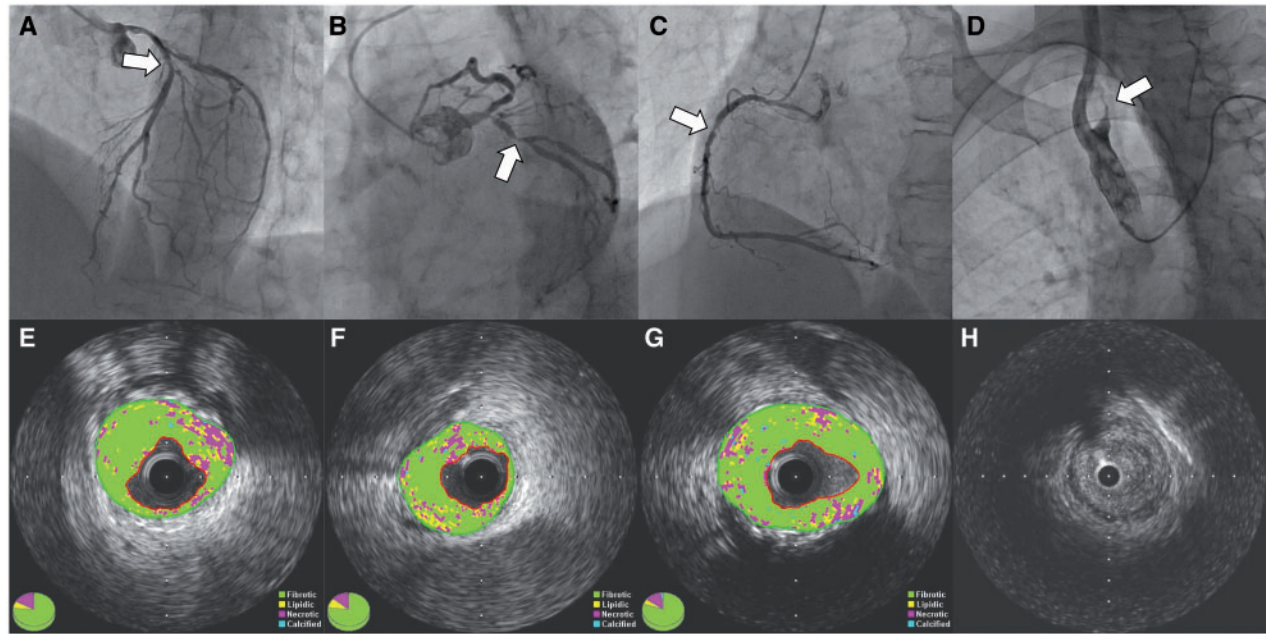 A
B
C
D
E
F
G
H
Fibrotic
Lipidic
Necrotic
Calcified
Fibrotic
Lipidic
Necrotic
Calcified
Fibrotic
Lipidic
Necrotic
Calcified